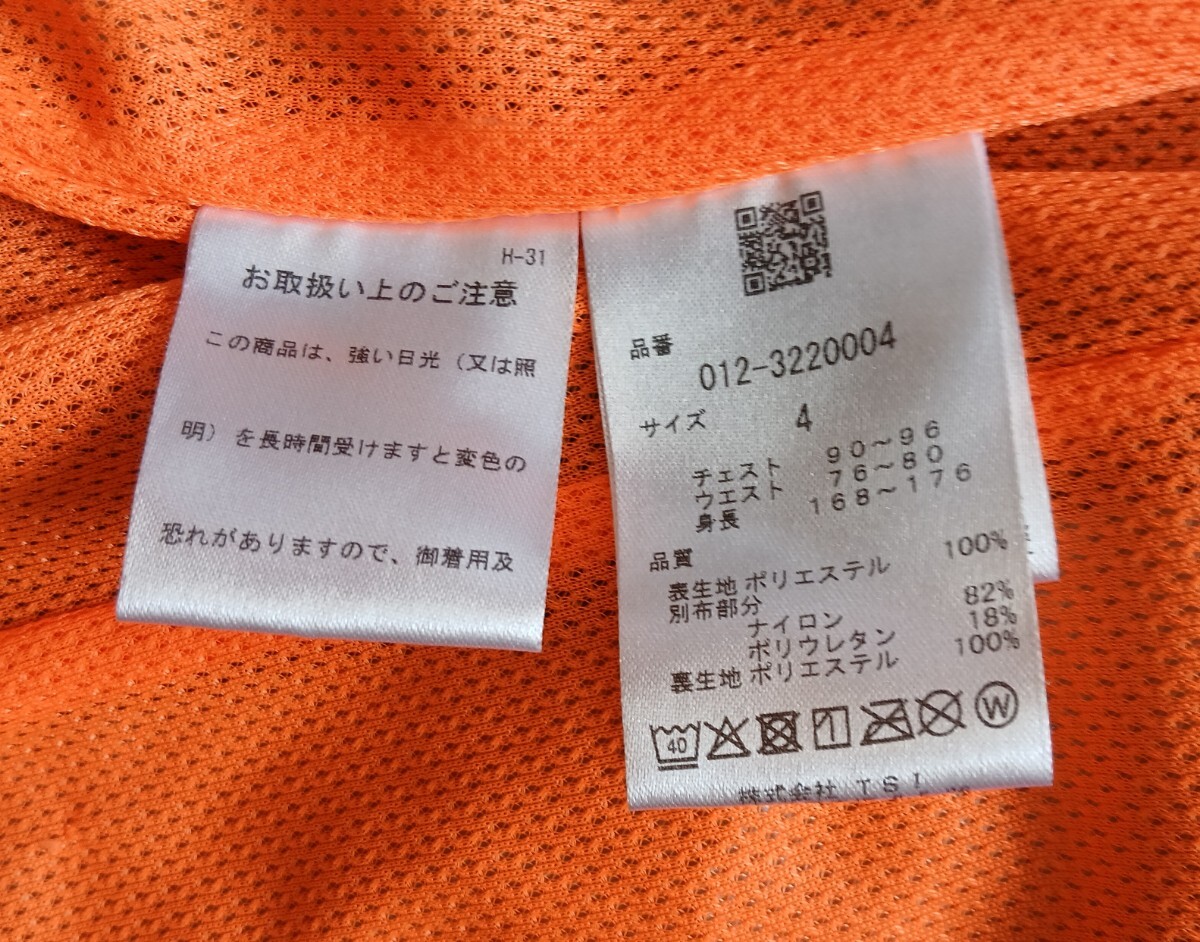 H-31
お取扱い上のご注意
この商品は、強い日光（又は照
明）を長時間受けますと変色の
恐れがありますので、御着用及
品番
012-3220004
サイズ 4
チェスト 90～96
ウエスト 76～80
身長 168～176
品質
表生地 ポリエステル 100%
別布部分
ナイロン 82%
ポリウレタン 18%
裏生地 ポリエステル 100%
40
W
株式会社 TSI